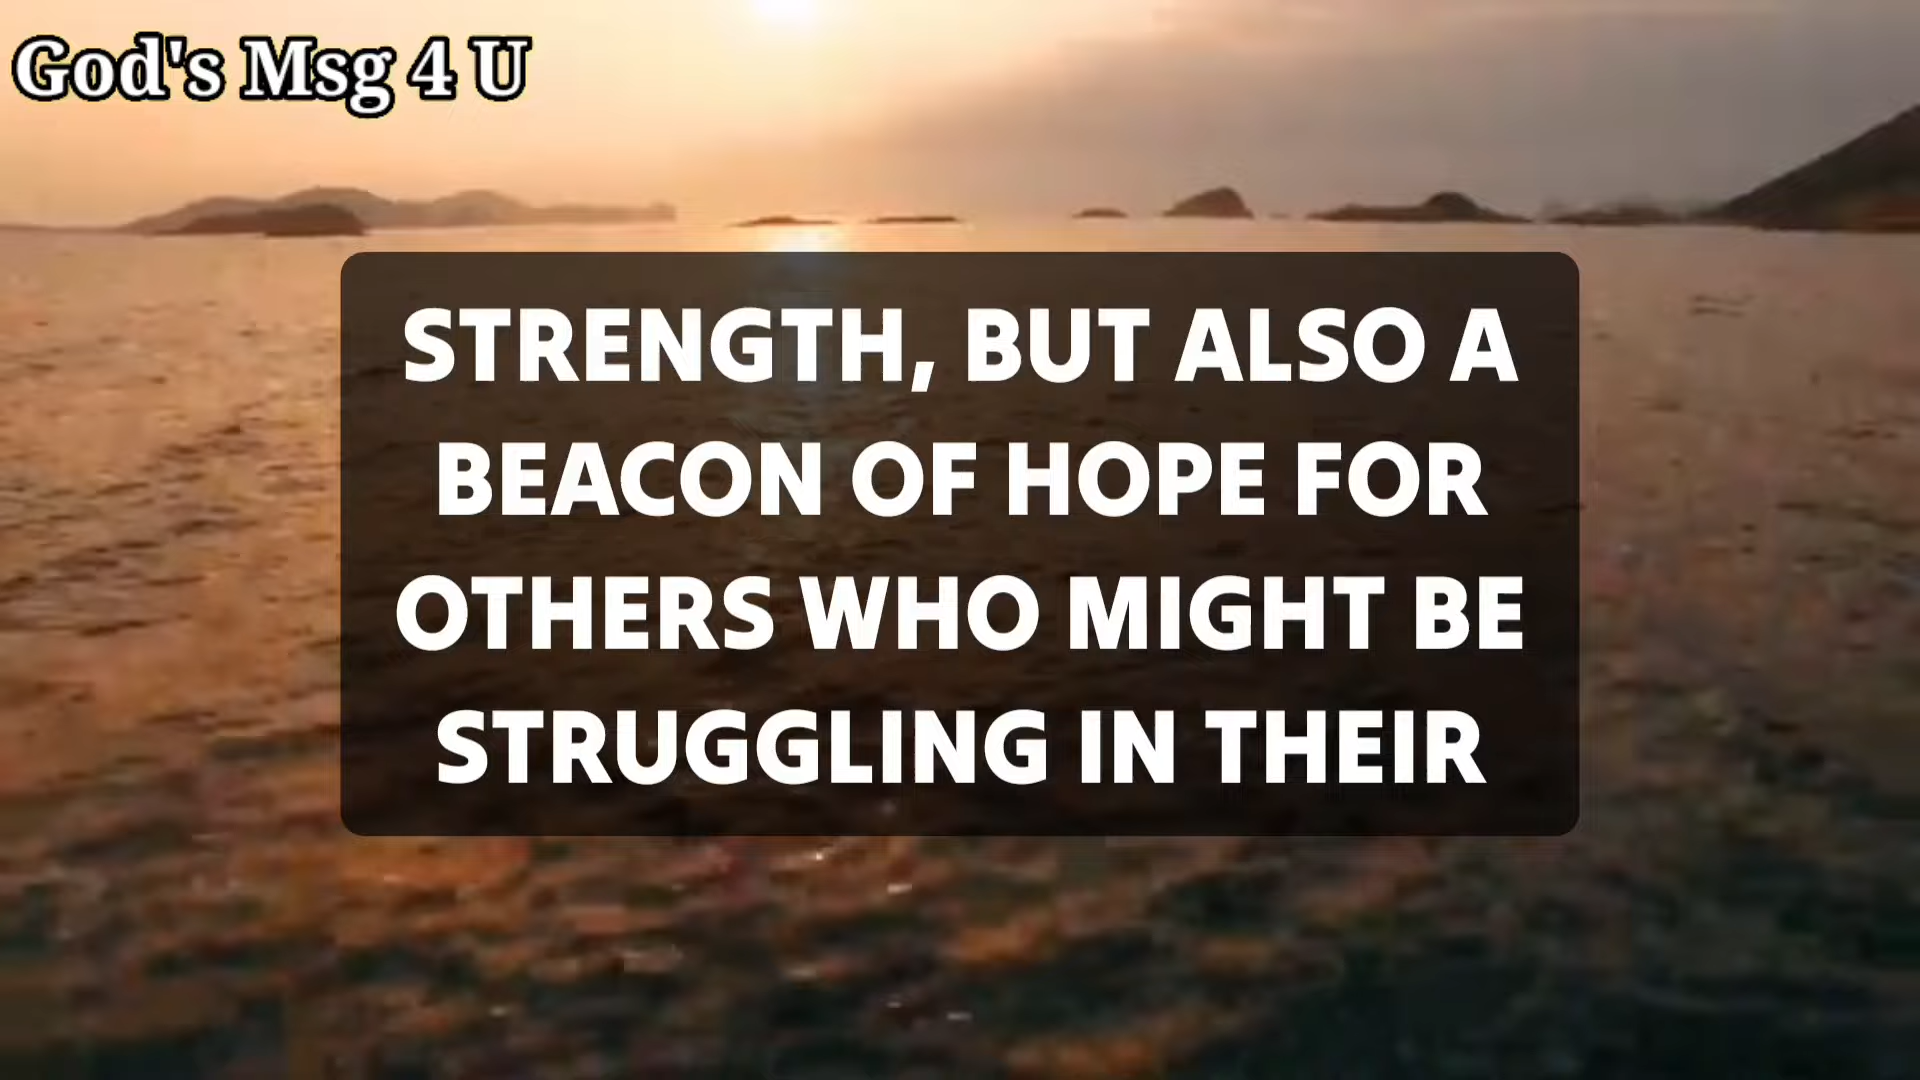 God's Msg 4 U
STRENGTH, BUT ALSO A
BEACON OF HOPE FOR
OTHERS WHO MIGHT BE
STRUGGLING IN THEIR